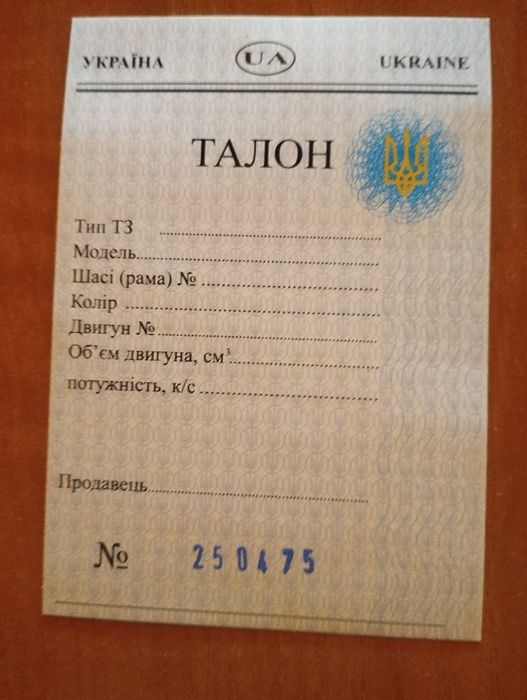 УКРАЇНА UA UKRAINE
ТАЛОН
Тип ТЗ
Модель
Шасі (рама) №
Колір
Двигун №
Об'єм двигуна, см³
потужність, к/с
Продавець
№ 250475